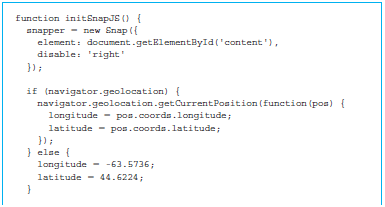 function initSnapJS() {
  snapper = new Snap({
    element: document.getElementById('content'),
    disable: 'right'
  });

  if (navigator.geolocation) {
    navigator.geolocation.getCurrentPosition(function(pos) {
      longitude = pos.coords.longitude;
      latitude = pos.coords.latitude;
    });
  } else {
    longitude = -63.5736;
    latitude = 44.6224;
  }